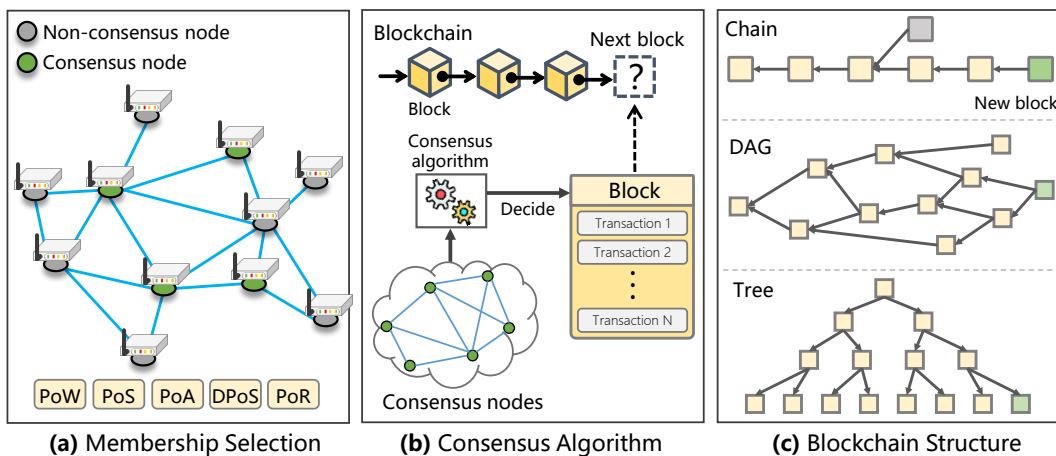 Non-consensus node
Consensus node
PoW
PoS
PoA
DPoS
PoR
(a) Membership Selection
Blockchain
Next block
?
Block
Consensus
algorithm
Decide
Block
Transaction 1
Transaction 2
Transaction N
Consensus nodes
(b) Consensus Algorithm
Chain
New block
DAG
Tree
(c) Blockchain Structure